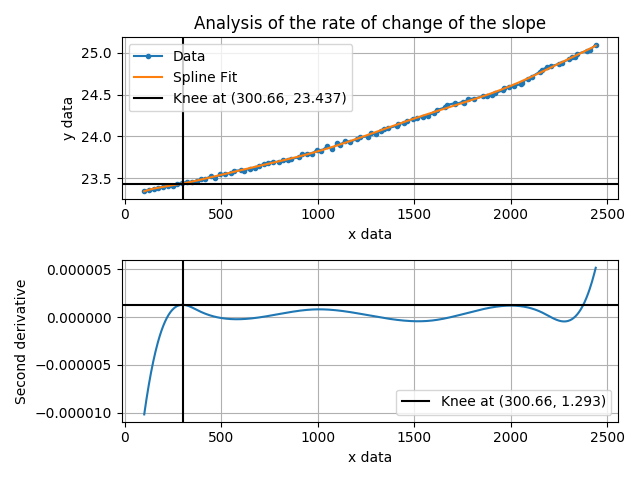 Analysis of the rate of change of the slope
25.0
24.5
24.0
23.5
y data
Data
Spline Fit
Knee at (300.66, 23.437)
0
500
1000
1500
2000
2500
x data
0.000005
0.000000
−0.000005
−0.000010
Second derivative
Knee at (300.66, 1.293)
0
500
1000
1500
2000
2500
x data